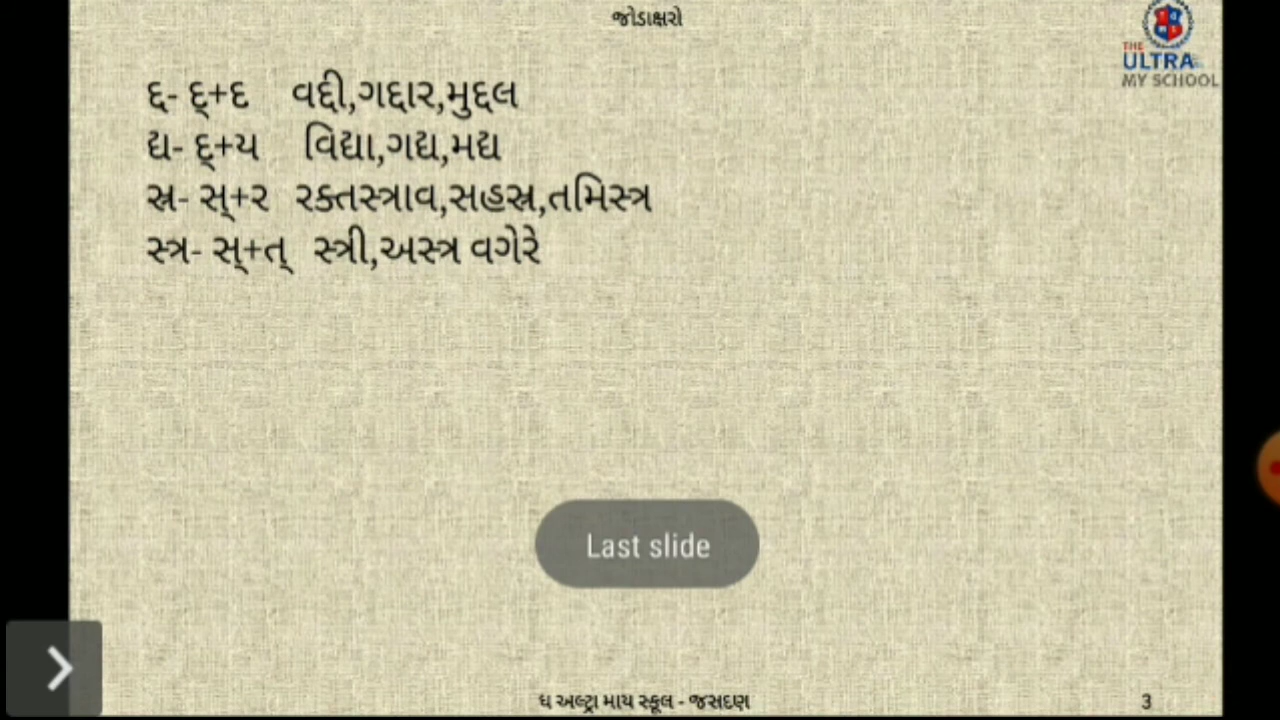 જોડાક્ષરો
THE
ULTRA
MY SCHOOL
દ્દ- દ્+દ વદ્દી,ગદ્દાર,મુદ્દલ
દ્ય- દ્+ય વિદ્યા,ગદ્ય,મદ્ય
સ્ર- સ્+ર રક્તસ્ત્રાવ,સહસ્ર,તમિસ્ત્ર
સ્ત્ર- સ્+ત્ સ્ત્રી,અસ્ત્ર વગેરે
Last slide
ધ અલ્ટ્રા માય સ્કૂલ - જસદણ
3